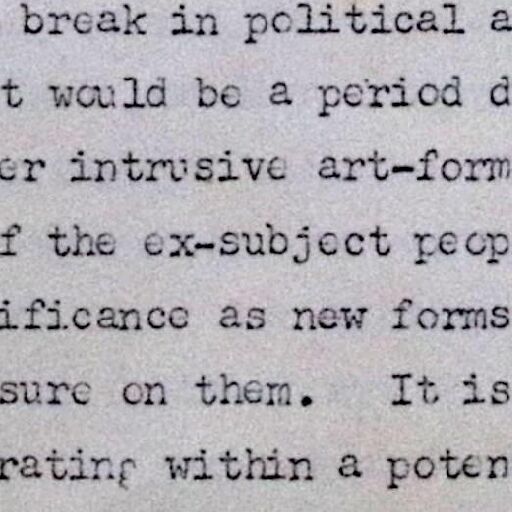 break in political a
t would be a period d
er intrusive art-form
f the ex-subject peop
ificance as new forms
sure on them. It is
rating within a poten